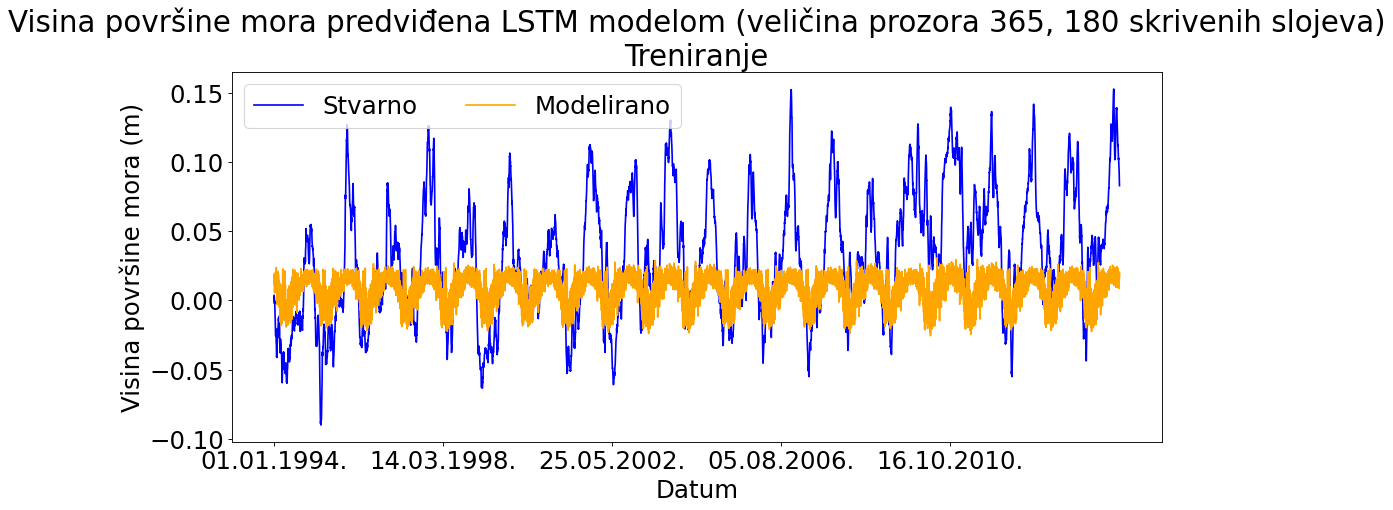 Visina površine mora predviđena LSTM modelom (veličina prozora 365, 180 skrivenih slojeva)
Treniranje
Stvarno
Modelirano
Visina površine mora (m)
0.15
0.10
0.05
0.00
−0.05
−0.10
01.01.1994.
14.03.1998.
25.05.2002.
05.08.2006.
16.10.2010.
Datum